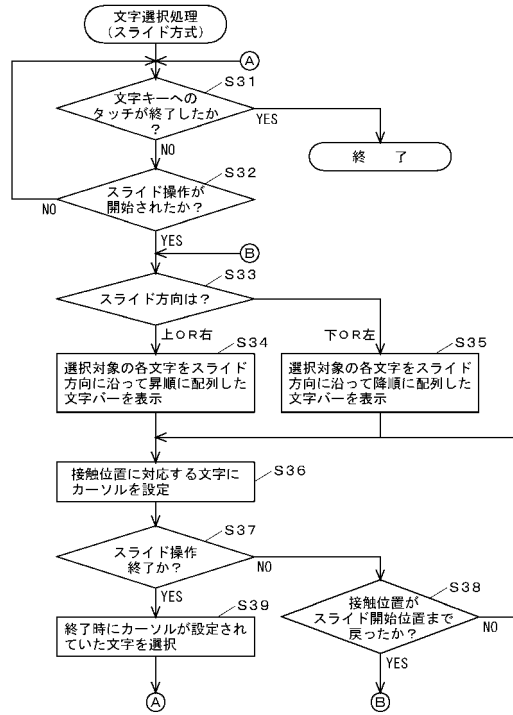 文字選択処理
(スライド方式)
A
S31
文字キーへの
タッチが終了したか
?
YES
NO
終 了
S32
スライド操作が
開始されたか?
NO
YES
B
S33
スライド方向は?
上OR右
下OR左
S34
選択対象の各文字をスライド
方向に沿って昇順に配列した
文字バーを表示
S35
選択対象の各文字をスライド
方向に沿って降順に配列した
文字バーを表示
S36
接触位置に対応する文字に
カーソルを設定
S37
スライド操作
終了か?
NO
YES
S38
接触位置が
スライド開始位置まで
戻ったか?
NO
YES
S39
終了時にカーソルが設定され
ていた文字を選択
A
B